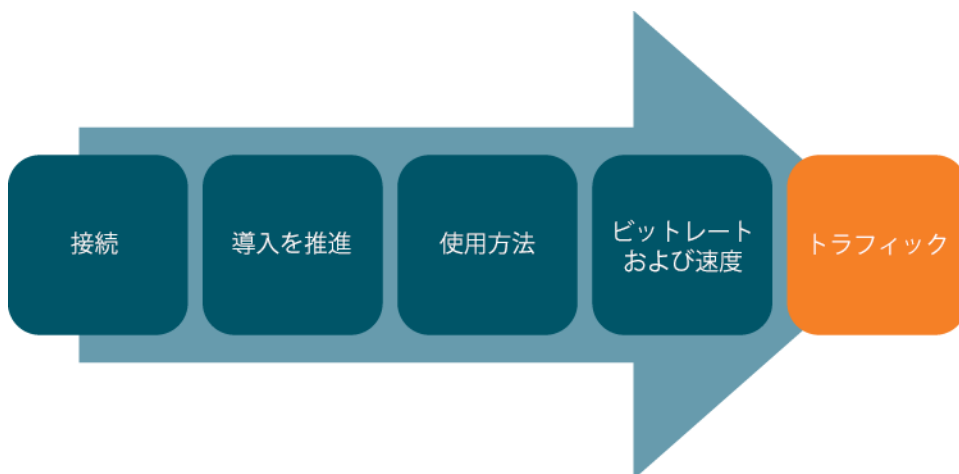 接続
導入を推進
使用方法
ビットレート
および速度
トラフィック